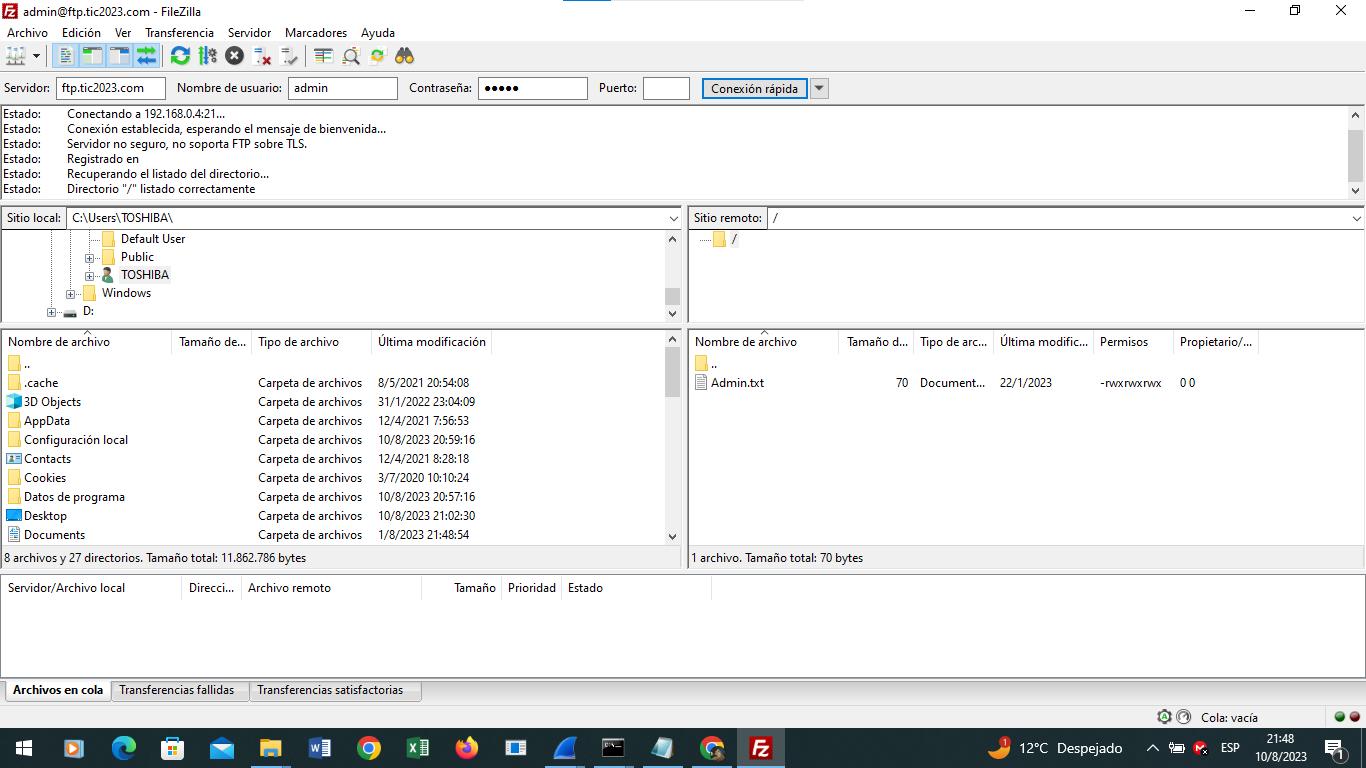 admin@ftp.tic2023.com - FileZilla
Archivo Edición Ver Transferencia Servidor Marcadores Ayuda
Servidor: ftp.tic2023.com Nombre de usuario: admin Contraseña: ●●●●● Puerto: Conexión rápida
Estado: Conectando a 192.168.0.4:21...
Estado: Conexión establecida, esperando el mensaje de bienvenida...
Estado: Servidor no seguro, no soporta FTP sobre TLS.
Estado: Registrado en
Estado: Recuperando el listado del directorio...
Estado: Directorio "/" listado correctamente
Sitio local: C:\Users\TOSHIBA\
Default User
Public
TOSHIBA
Windows
D:
Sitio remoto: /
/
Nombre de archivo Tamaño de... Tipo de archivo Última modificación
..
.cache Carpeta de archivos 8/5/2021 20:54:08
3D Objects Carpeta de archivos 31/1/2022 23:04:09
AppData Carpeta de archivos 12/4/2021 7:56:53
Configuración local Carpeta de archivos 10/8/2023 20:59:16
Contacts Carpeta de archivos 12/4/2021 8:28:18
Cookies Carpeta de archivos 3/7/2020 10:10:24
Datos de programa Carpeta de archivos 10/8/2023 20:57:16
Desktop Carpeta de archivos 10/8/2023 21:02:30
Documents Carpeta de archivos 1/8/2023 21:48:54
8 archivos y 27 directorios. Tamaño total: 11.862.786 bytes
Nombre de archivo Tamaño d... Tipo de arc... Última modific... Permisos Propietario/...
..
Admin.txt 70 Document... 22/1/2023 -rwxrwxrwx 0 0
1 archivo. Tamaño total: 70 bytes
Servidor/Archivo local Direcci... Archivo remoto Tamaño Prioridad Estado
Archivos en cola Transferencias fallidas Transferencias satisfactorias
Cola: vacía
1 12°C Despejado ESP 21:48
10/8/2023 1